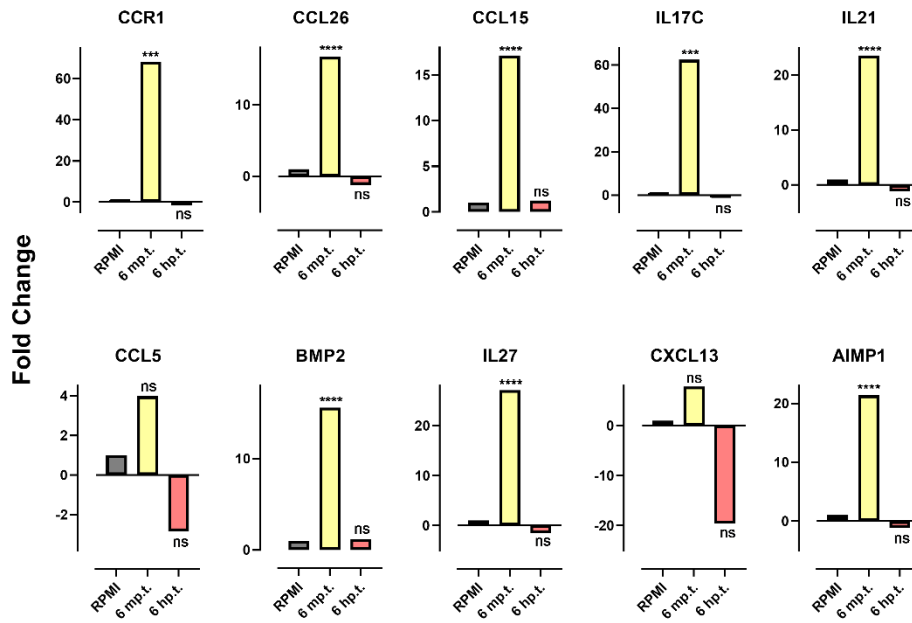 CCR1 CCL26 CCL15 IL17C IL21
*** **** **** *** ****
60 40 20 0
10 0
15 10 5 0
60 40 20 0
20 10 0
ns ns ns ns ns
RPMI 6 mp.t. 6 hp.t. RPMI 6 mp.t. 6 hp.t. RPMI 6 mp.t. 6 hp.t. RPMI 6 mp.t. 6 hp.t. RPMI 6 mp.t. 6 hp.t.
Fold Change
CCL5 BMP2 IL27 CXCL13 AIMP1
ns **** **** ns ****
4 2 0 -2
10 0
20 10 0
0 -10 -20
20 10 0
ns ns ns ns ns
RPMI 6 mp.t. 6 hp.t. RPMI 6 mp.t. 6 hp.t. RPMI 6 mp.t. 6 hp.t. RPMI 6 mp.t. 6 hp.t. RPMI 6 mp.t. 6 hp.t.